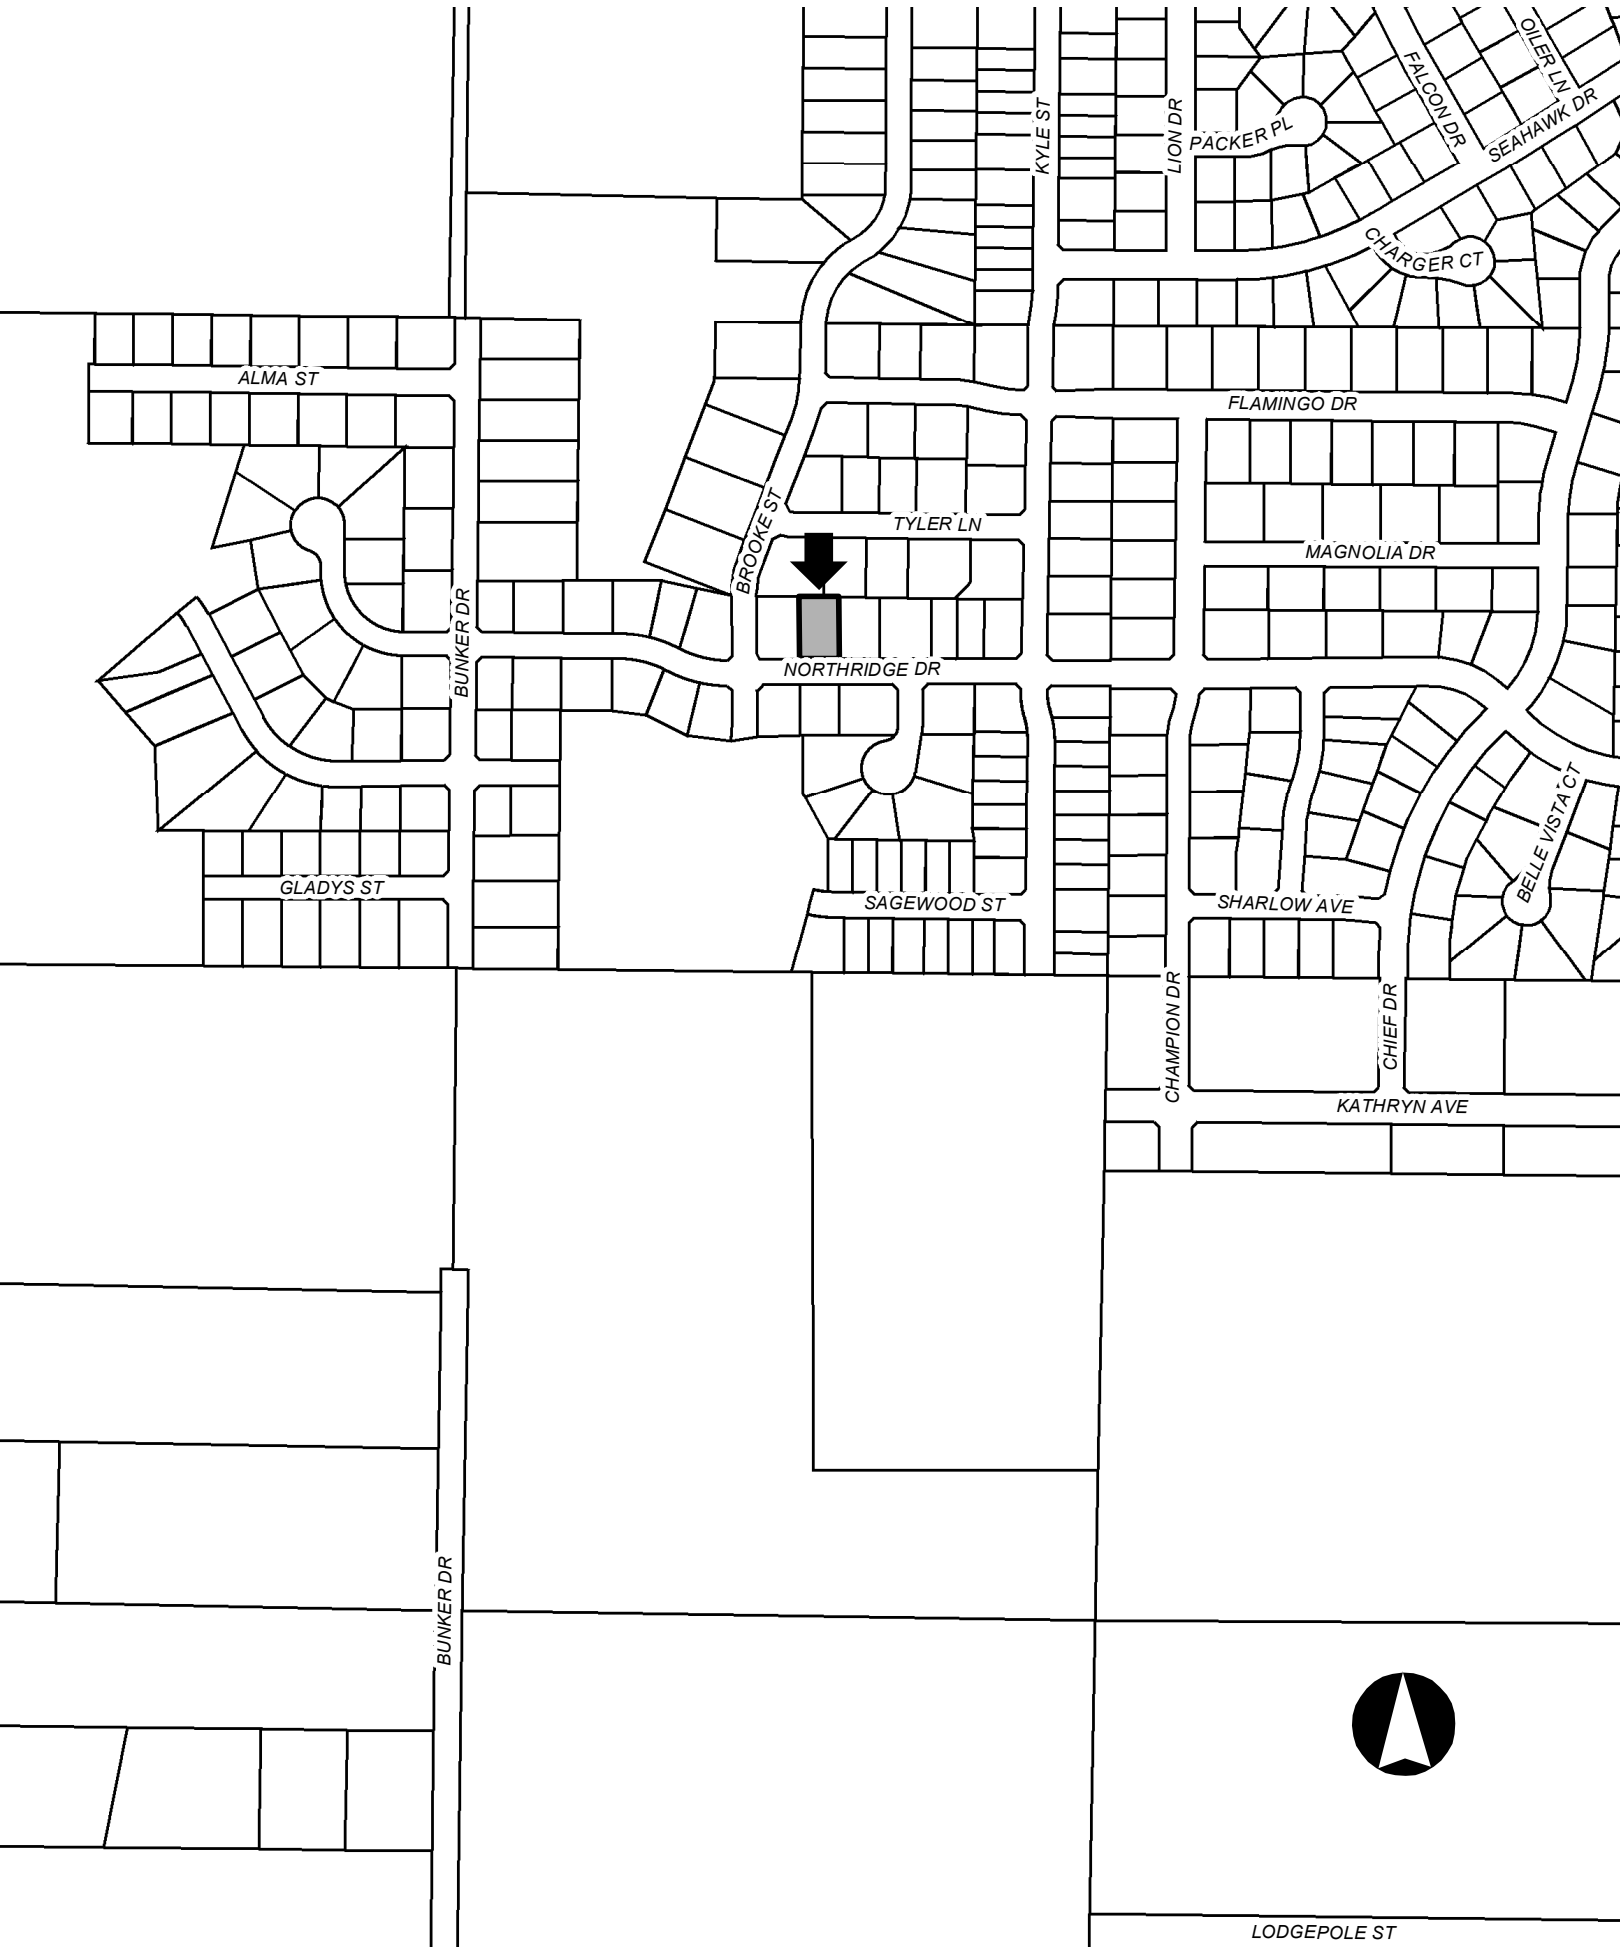 OILER LN
FALCON DR
SEAHAWK DR
KYLE ST
LION DR
PACKER PL
CHARGER CT
ALMA ST
FLAMINGO DR
BROOKE ST
TYLER LN
MAGNOLIA DR
BUNKER DR
NORTHRIDGE DR
BELLE VISTA CT
GLADYS ST
SAGEWOOD ST
SHARLOW AVE
CHAMPION DR
CHIEF DR
KATHRYN AVE
BUNKER DR
LODGEPOLE ST